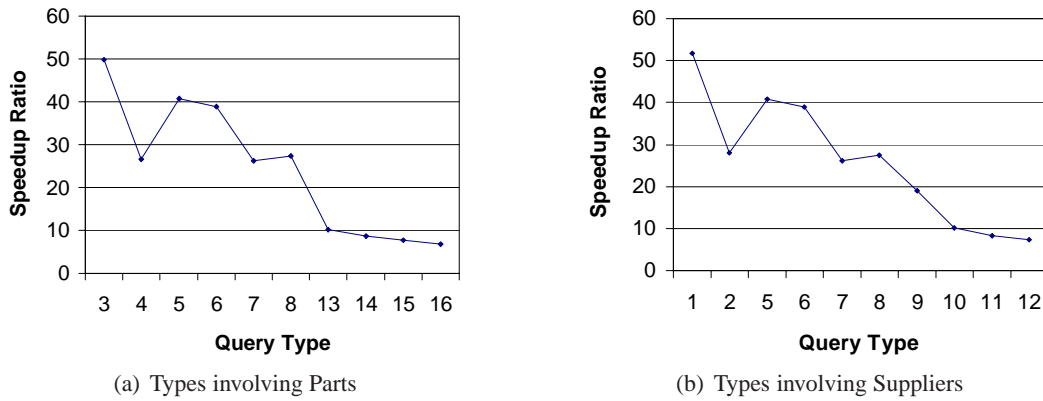 60
50
40
30
20
10
0
Speedup Ratio
3 4 5 6 7 8 13 14 15 16
Query Type
(a) Types involving Parts
60
50
40
30
20
10
0
Speedup Ratio
1 2 5 6 7 8 9 10 11 12
Query Type
(b) Types involving Suppliers